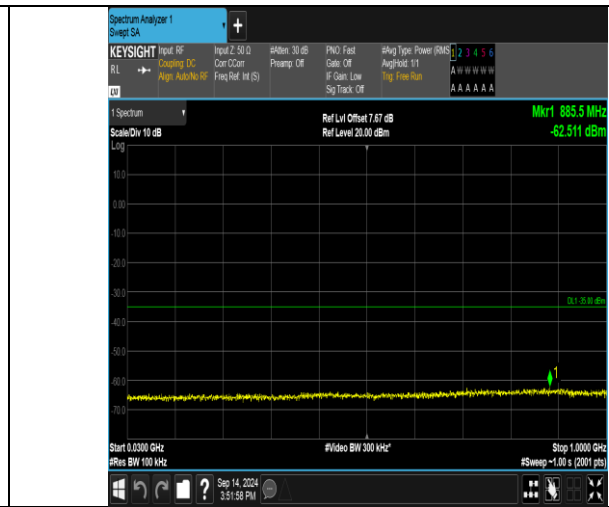 Spectrum Analyzer 1
Swept SA
+
KEYSIGHT
RL
LXI
Input: RF
Coupling: DC
Align: Auto/No RF
Input Z: 50 Ω
Corr CCorr
Freq Ref: Int (S)
#Atten: 30 dB
Preamp: Off
PNO: Fast
Gate: Off
IF Gain: Low
Sig Track: Off
#Avg Type: Power (RMS
Avg|Hold: 1/1
Trig: Free Run
1 2 3 4 5 6
A W W W W W
A A A A A A
1 Spectrum
Scale/Div 10 dB
Ref Lvl Offset 7.67 dB
Ref Level 20.00 dBm
Mkr1 885.5 MHz
-62.511 dBm
Log
10.0
0.00
-10.0
-20.0
-30.0
DL1 -35.00 dBm
-40.0
-50.0
-60.0
1
-70.0
Start 0.0300 GHz
#Res BW 100 kHz
#Video BW 300 kHz*
Stop 1.0000 GHz
#Sweep ~1.00 s (2001 pts)
?
Sep 14, 2024
3:51:58 PM